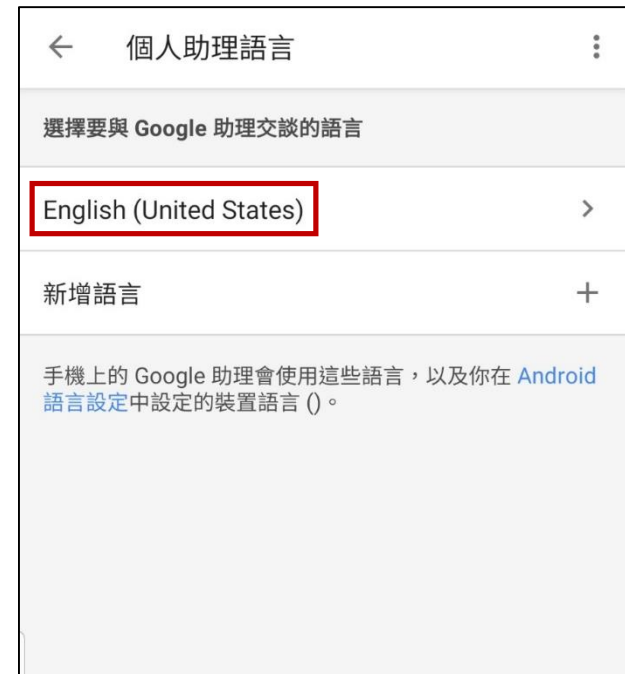 個人助理語言
選擇要與 Google 助理交談的語言
English (United States)
新增語言
手機上的 Google 助理會使用這些語言，以及你在 Android
語言設定中設定的裝置語言 ()。